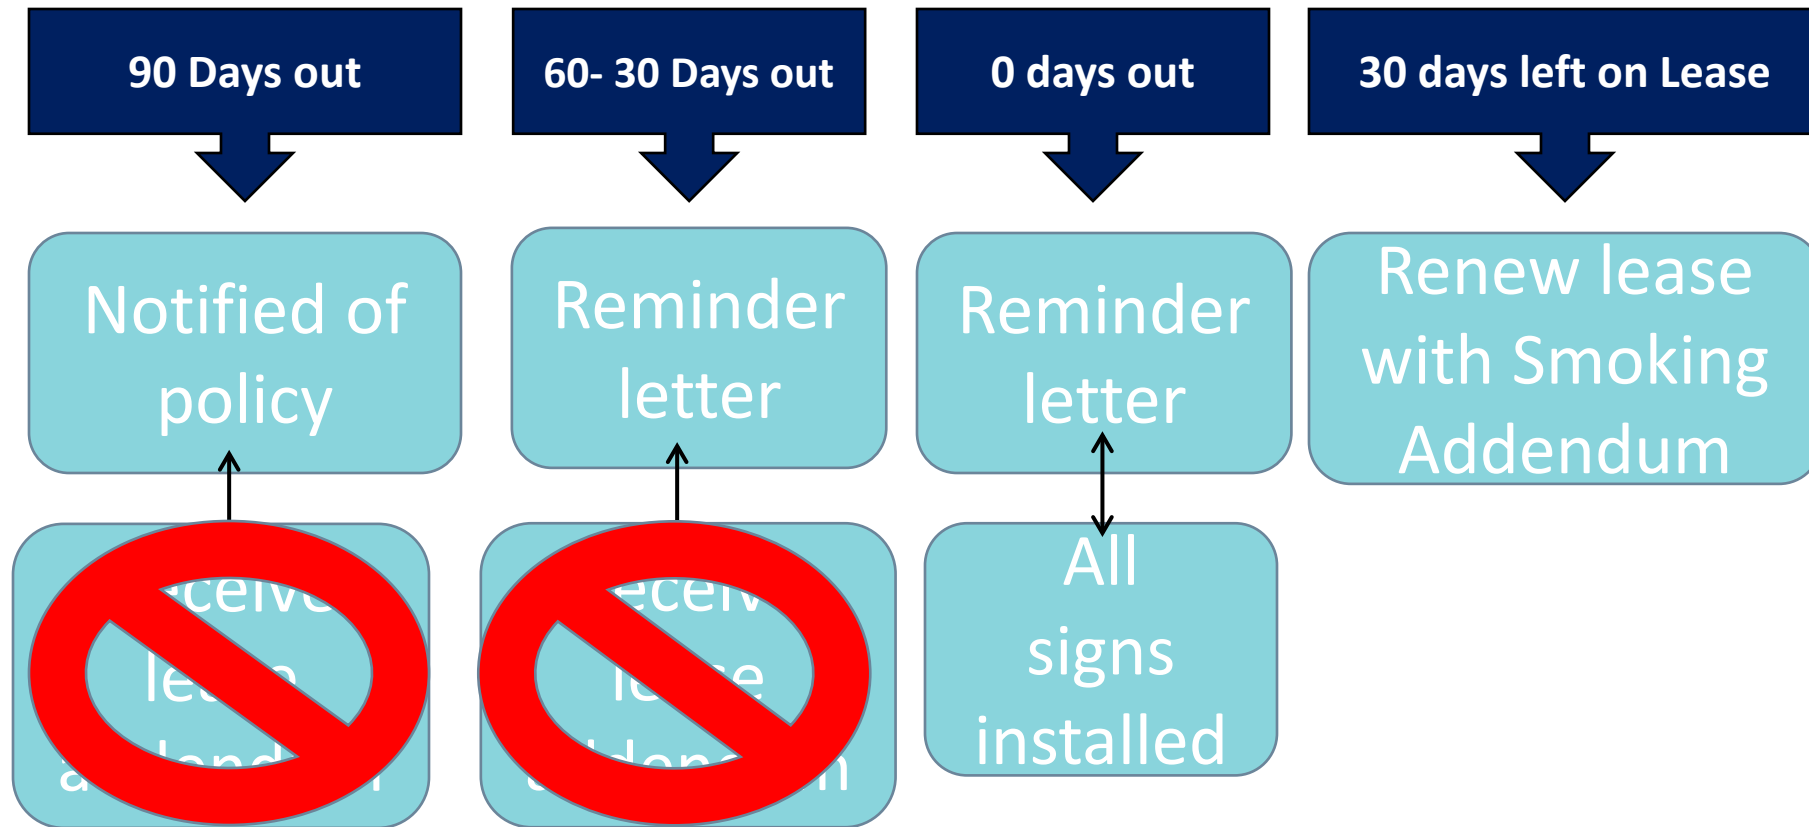 90 Days out
60- 30 Days out
0 days out
30 days left on Lease
Notified of
policy
Reminder
letter
Reminder
letter
Renew lease
with Smoking
Addendum
All
signs
installed